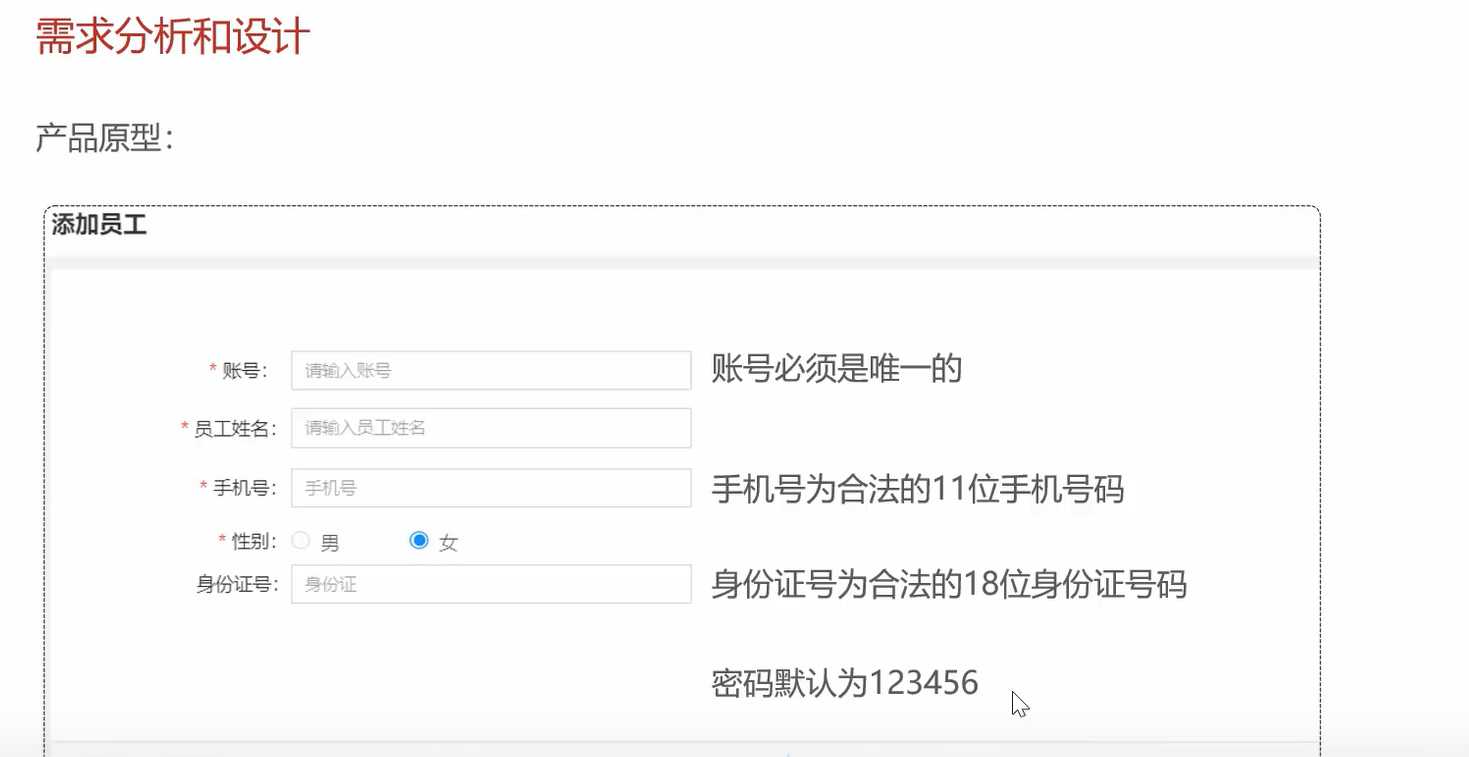 需求分析和设计
产品原型：
添加员工
* 账号： 请输入账号 账号必须是唯一的
* 员工姓名： 请输入员工姓名
* 手机号： 手机号 手机号为合法的11位手机号码
* 性别： 男 女
身份证号： 身份证 身份证号为合法的18位身份证号码
密码默认为123456